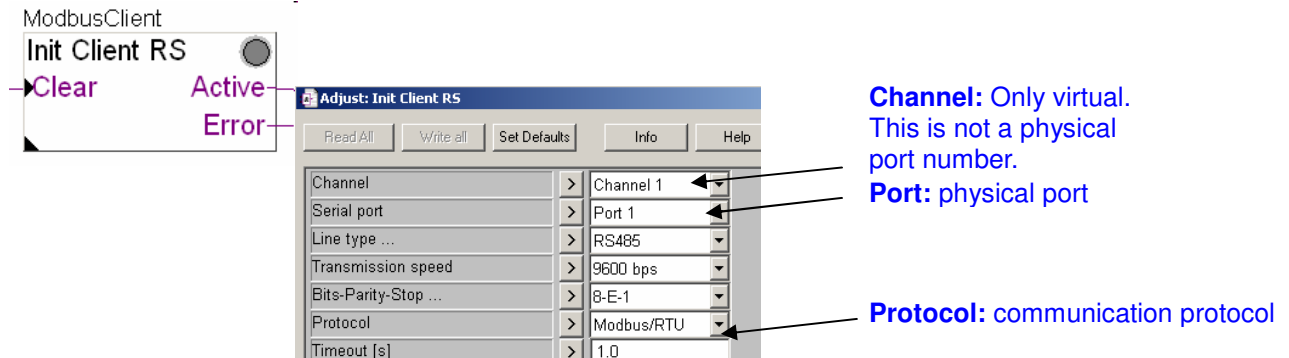 ModbusClient
Init Client RS
Clear Active
Error
Adjust: Init Client RS
Read All Write all Set Defaults Info Help
Channel > Channel 1
Serial port > Port 1
Line type ... > RS485
Transmission speed > 9600 bps
Bits-Parity-Stop ... > 8-E-1
Protocol > Modbus/RTU
Timeout [s] > 1.0
Channel: Only virtual.
This is not a physical
port number.
Port: physical port
Protocol: communication protocol